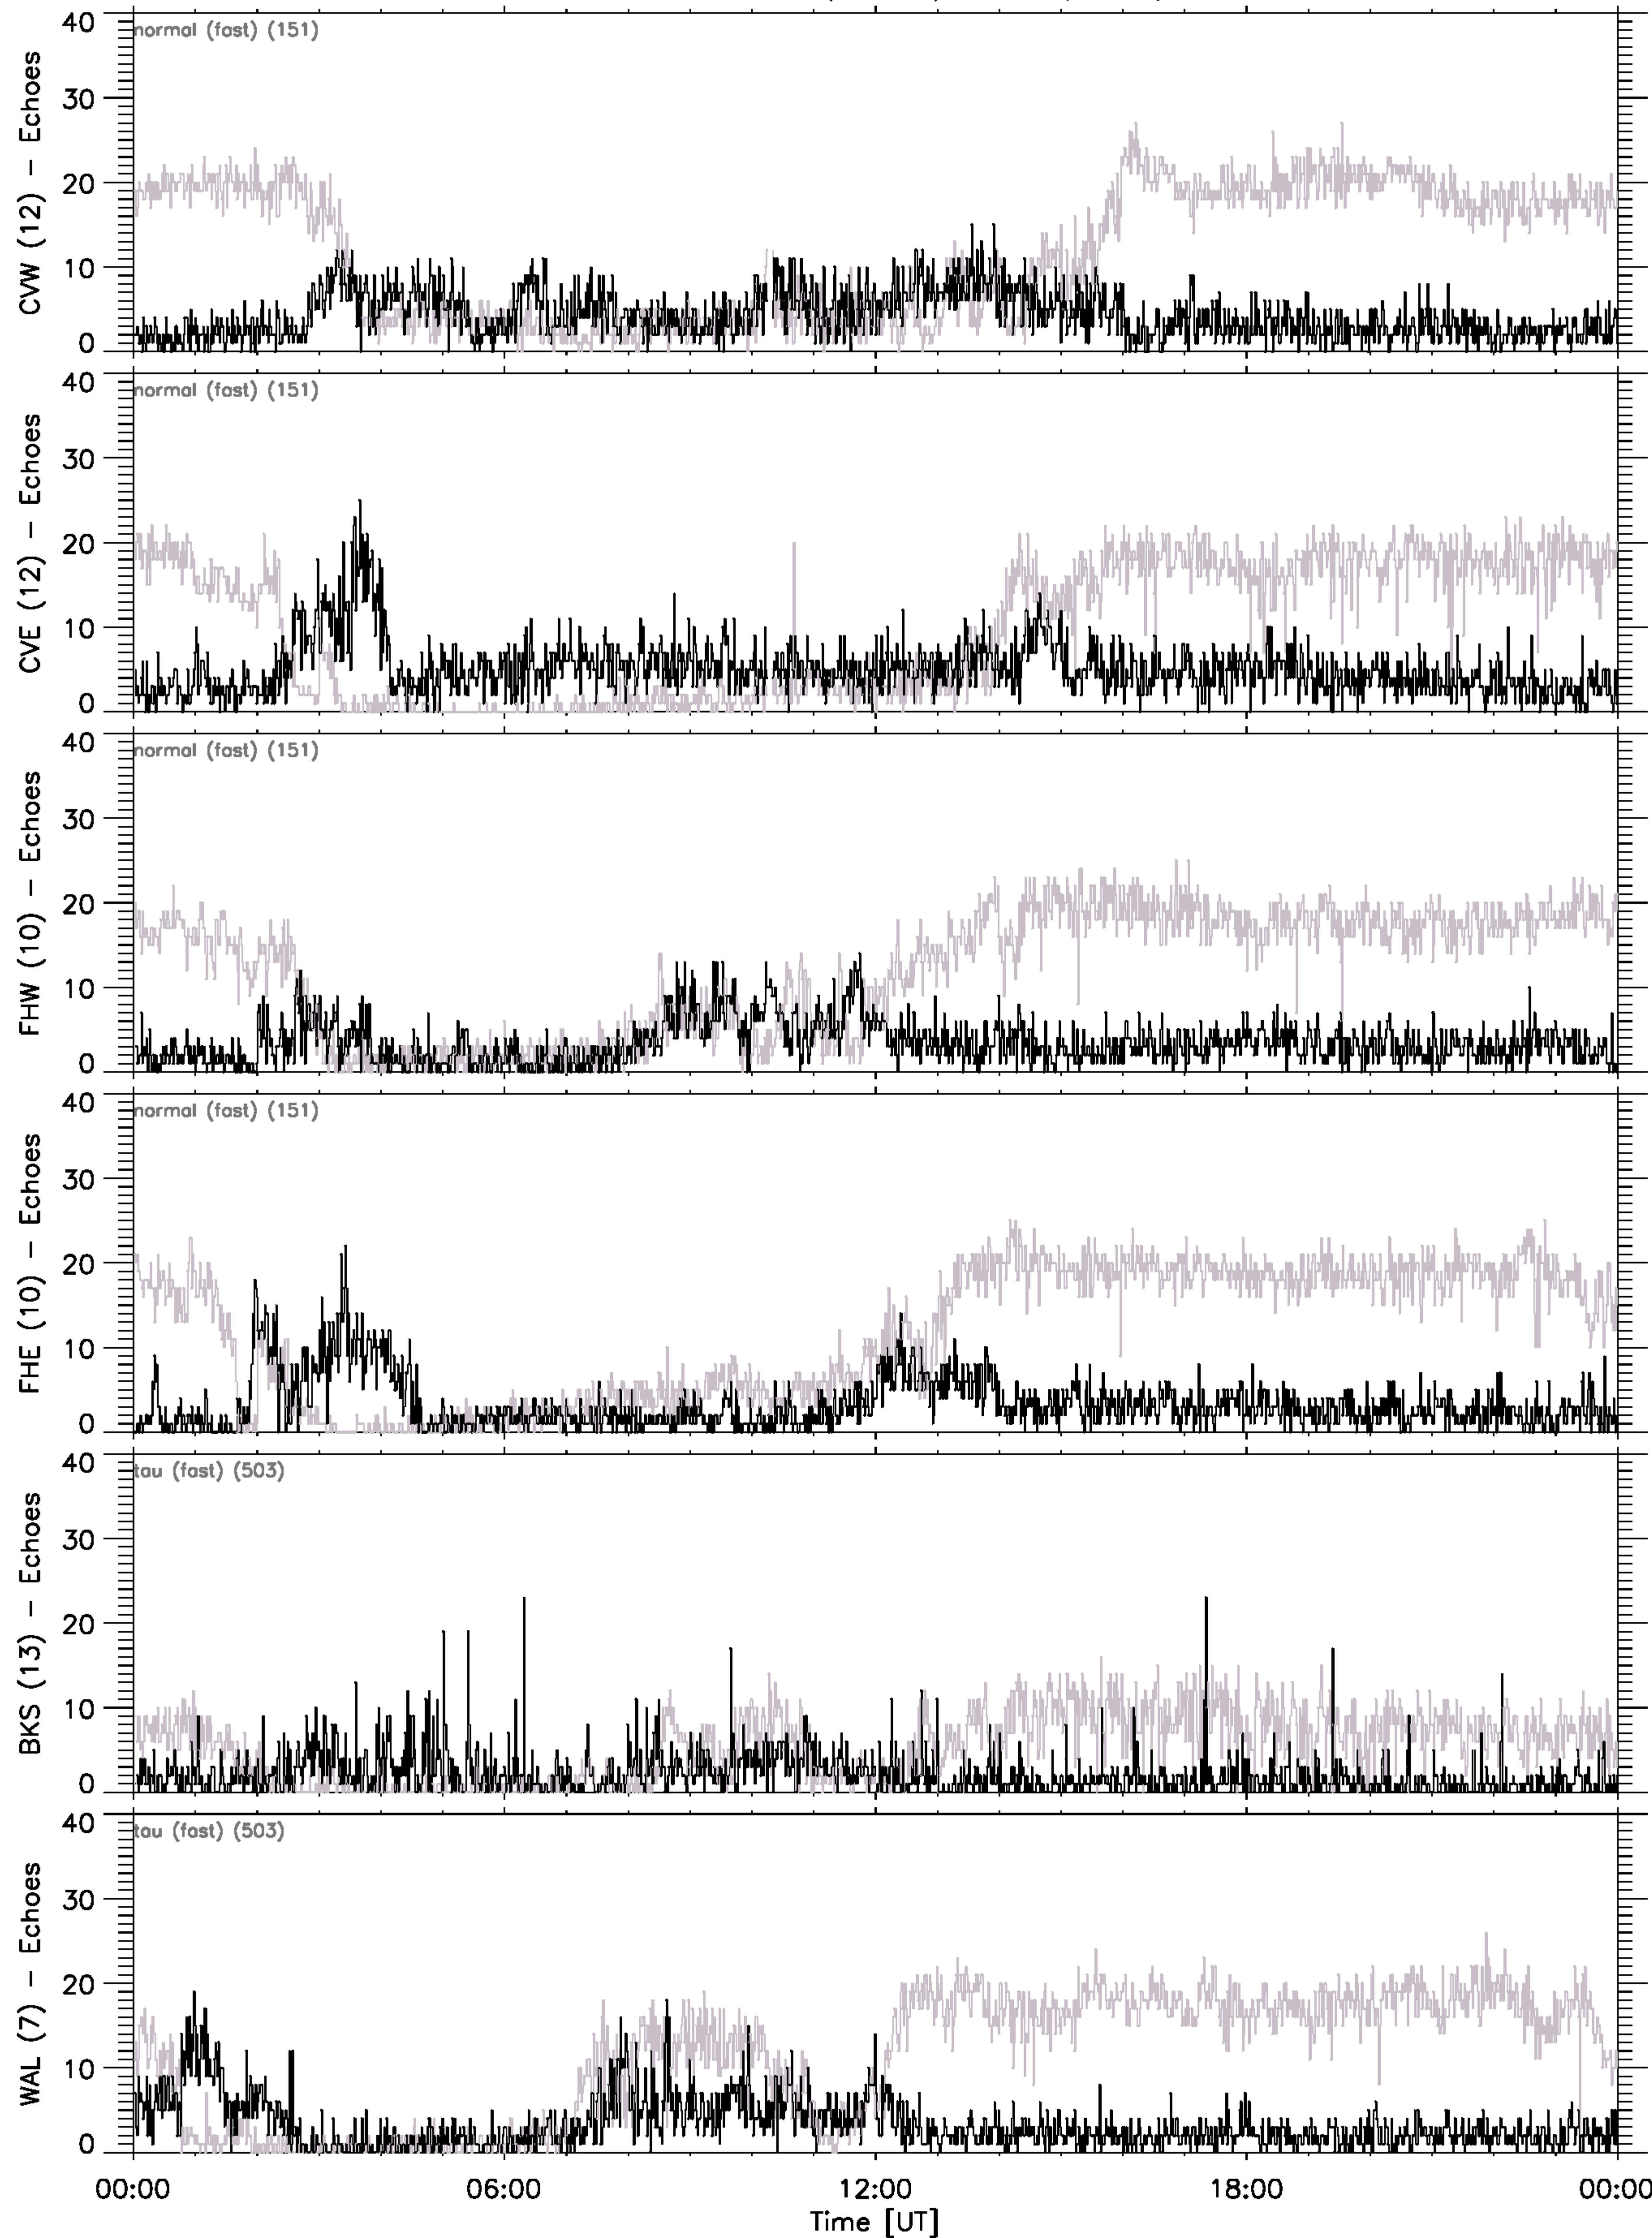 40
normal (fast) (151)
30
20
10
0
CVW (12) – Echoes
40
normal (fast) (151)
30
20
10
0
CVE (12) – Echoes
40
normal (fast) (151)
30
20
10
0
FHW (10) – Echoes
40
normal (fast) (151)
30
20
10
0
FHE (10) – Echoes
40
tau (fast) (503)
30
20
10
0
BKS (13) – Echoes
40
tau (fast) (503)
30
20
10
0
WAL (7) – Echoes
00:00 06:00 12:00 18:00 00:00
Time [UT]